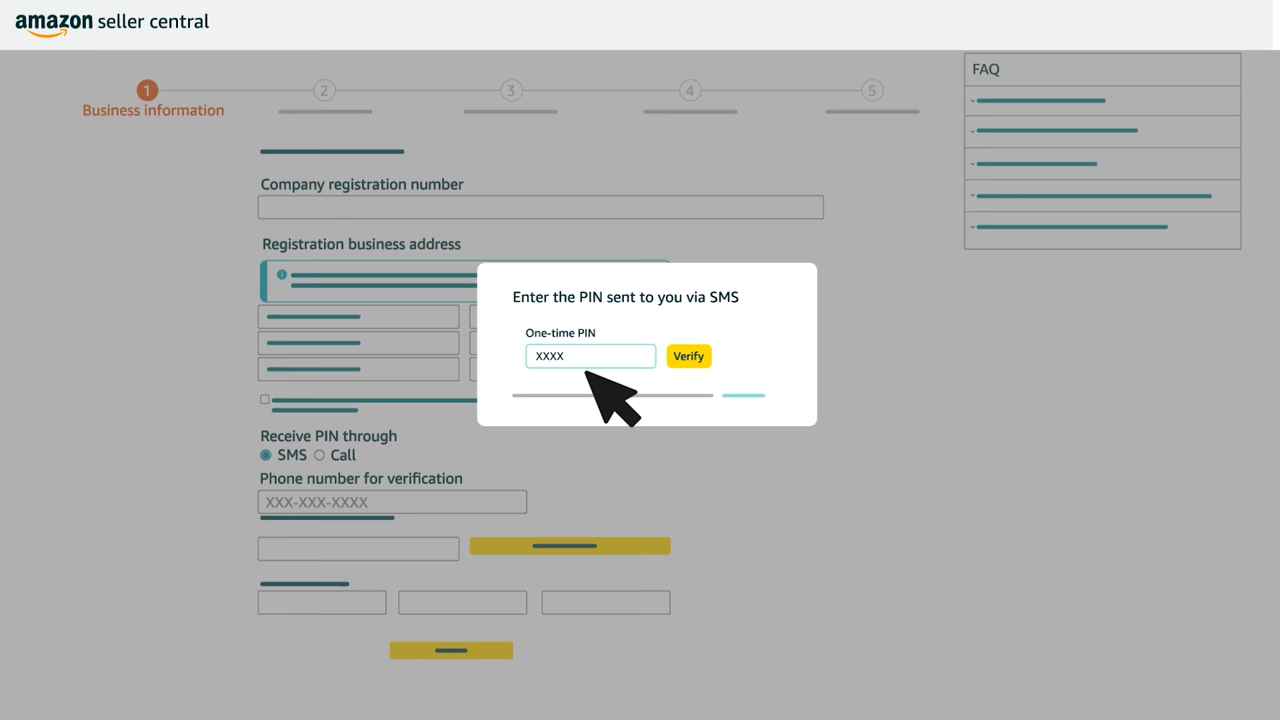 amazon seller central
1 2 3 4 5
Business information
FAQ
Company registration number
Registration business address
Enter the PIN sent to you via SMS
One-time PIN
XXXX Verify
Receive PIN through
SMS Call
Phone number for verification
XXX-XXX-XXXX